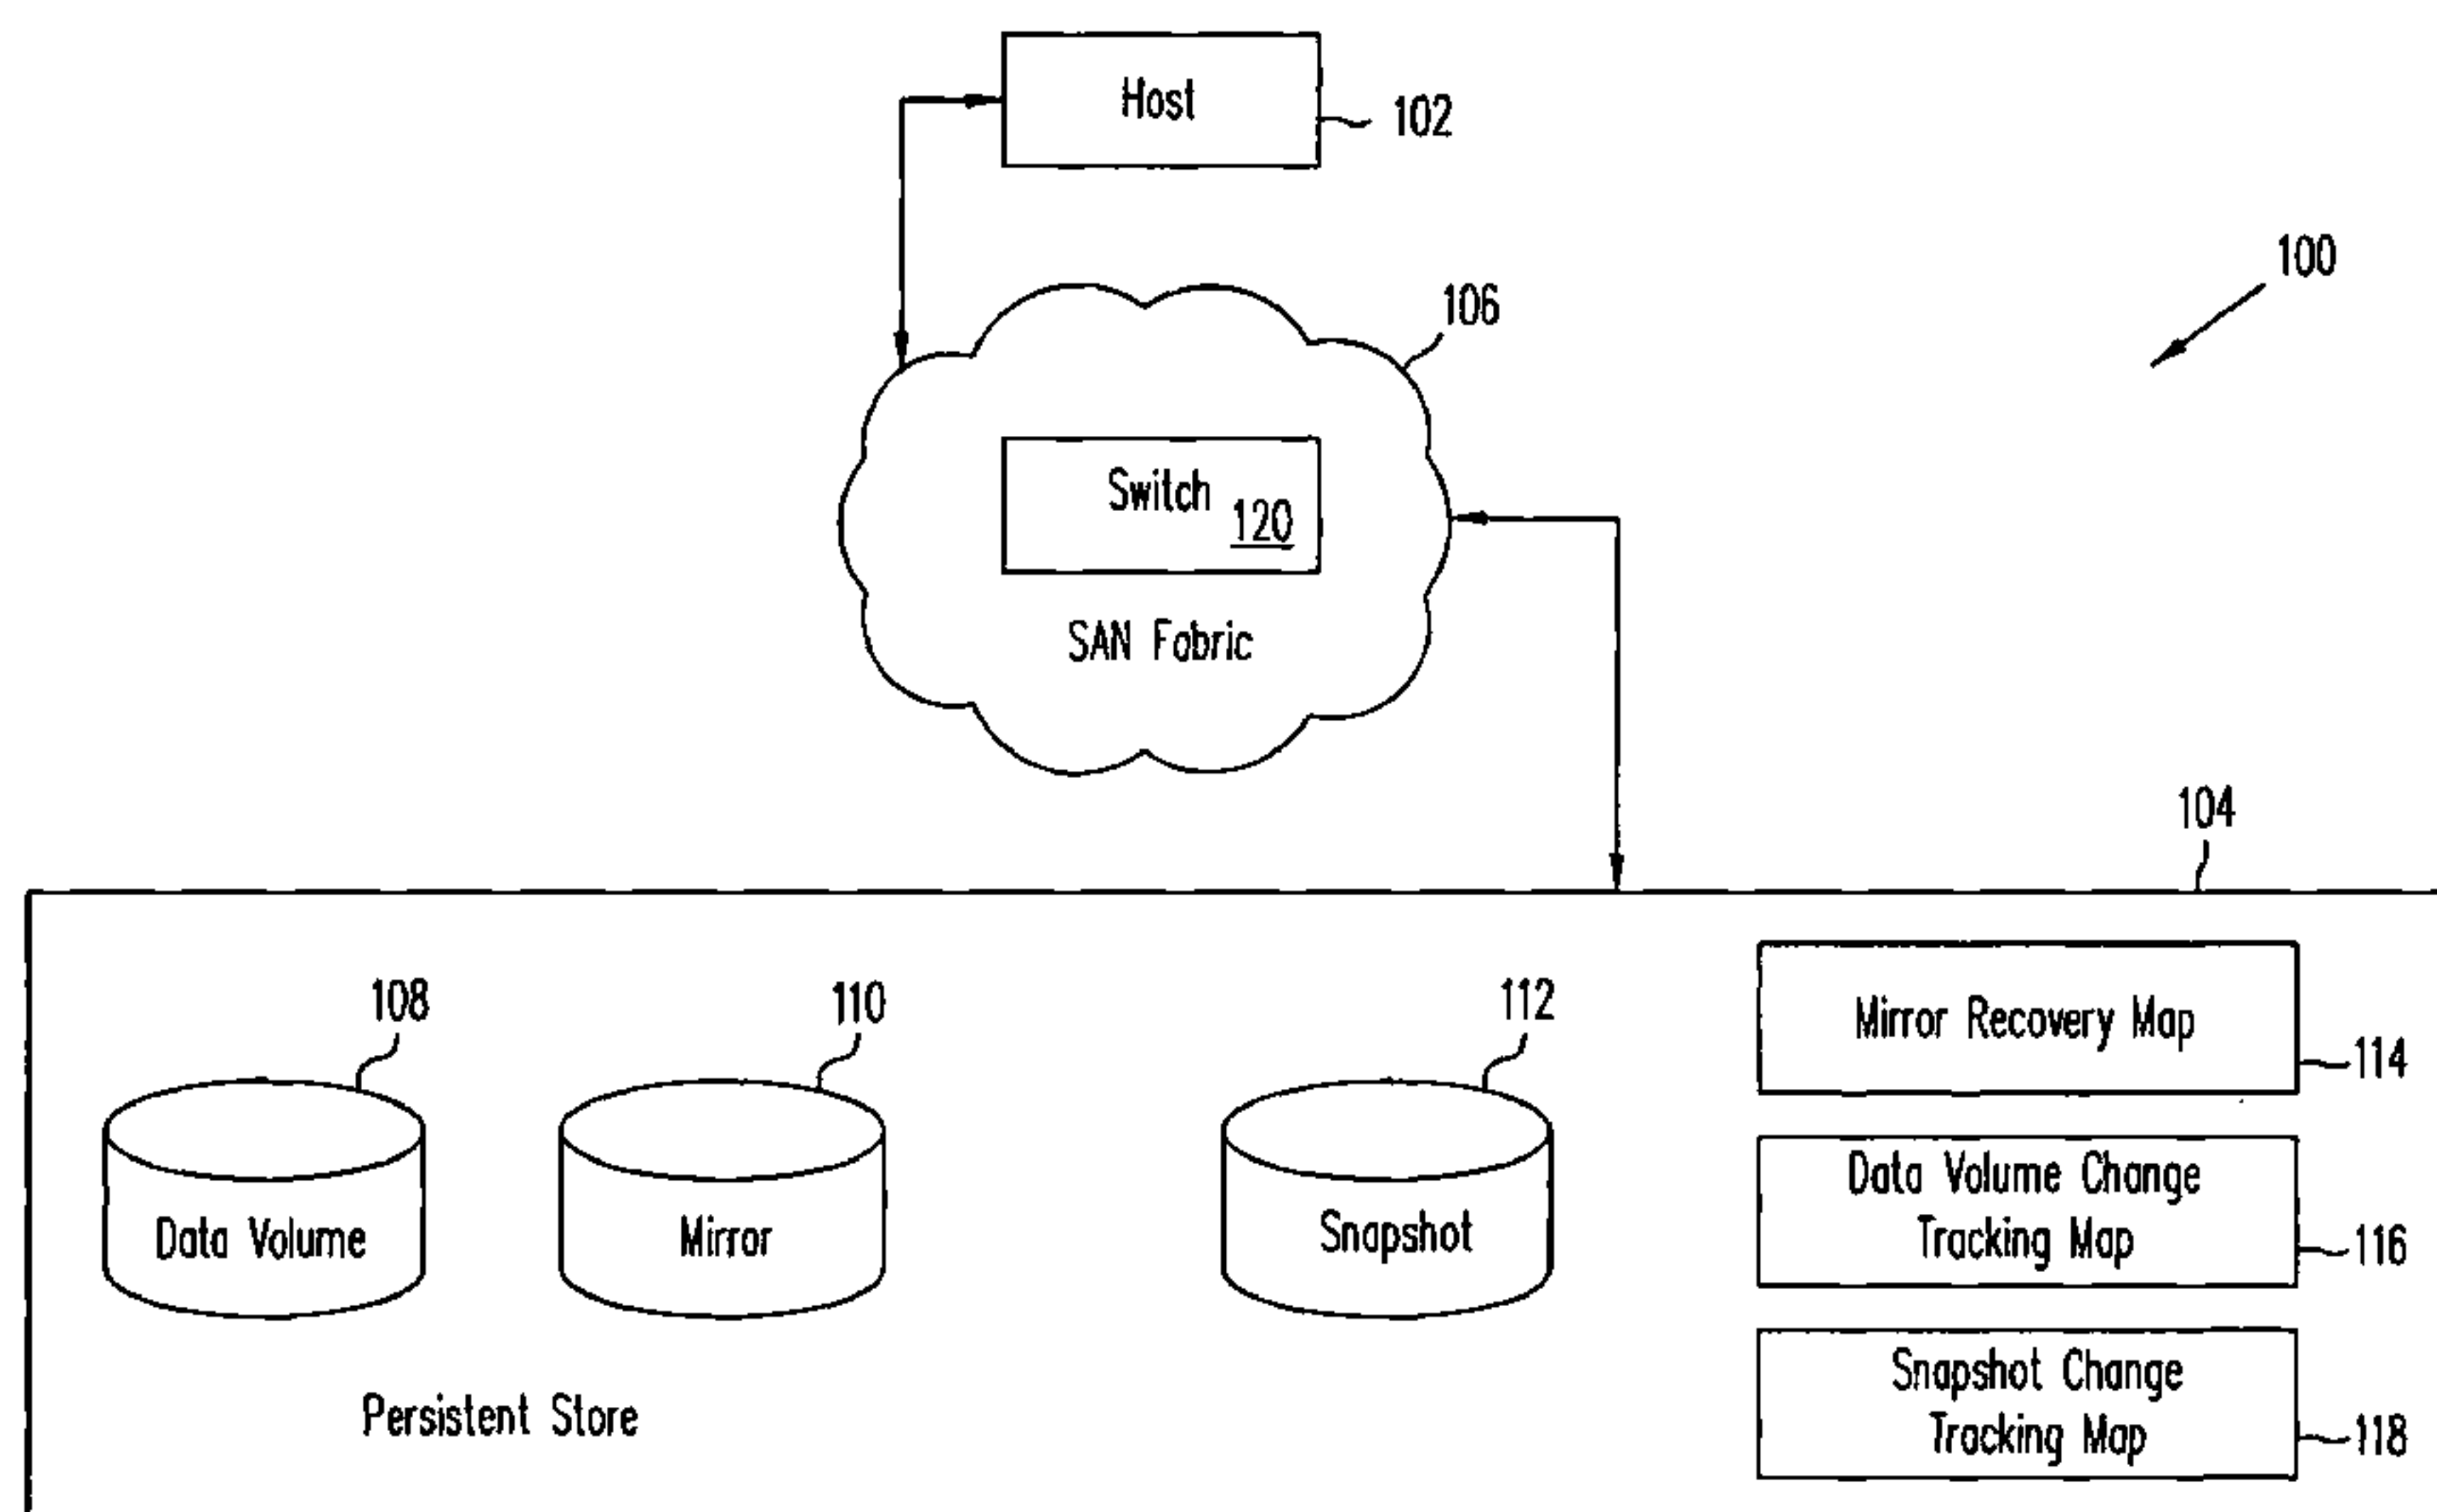 Host
102
100
106
Switch
120
SAN Fabric
104
108
110
112
Mirror Recovery Map
114
Data Volume Change
Tracking Map
116
Data Volume
Mirror
Snapshot
Snapshot Change
Tracking Map
118
Persistent Store